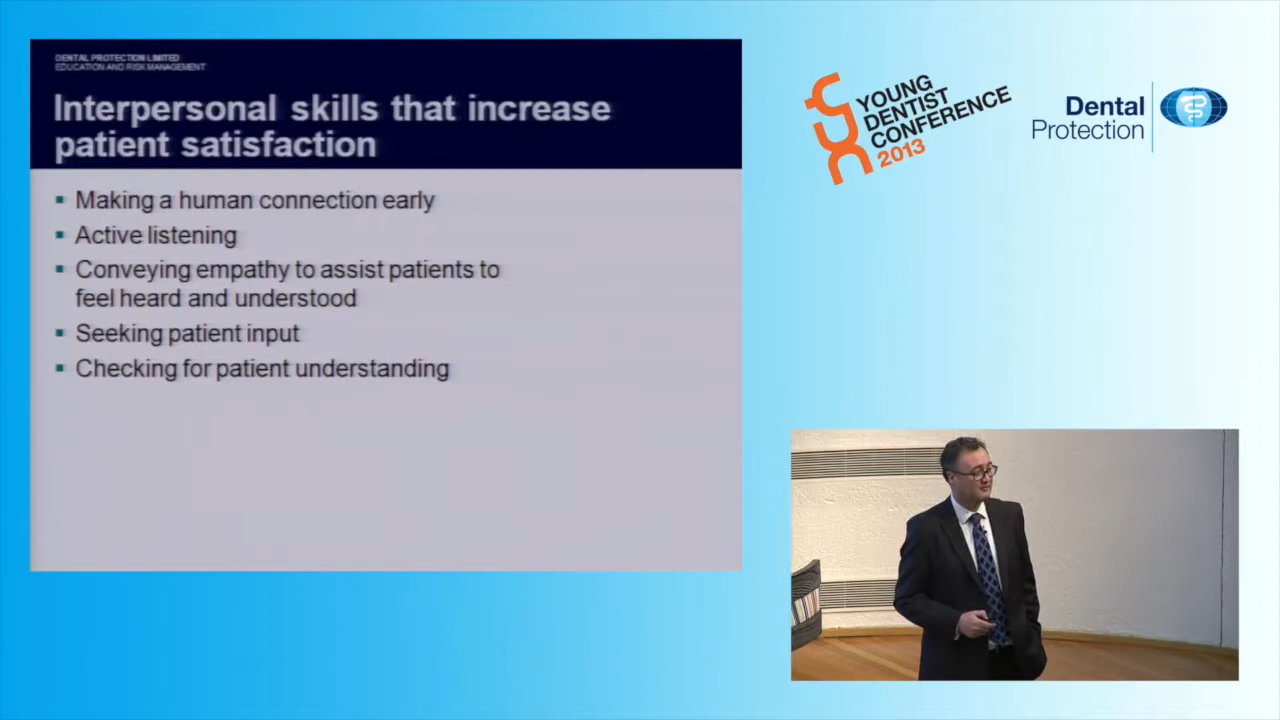 DENTAL PROTECTION LIMITED
EDUCATION AND RISK MANAGEMENT
Interpersonal skills that increase
patient satisfaction
▪ Making a human connection early
▪ Active listening
▪ Conveying empathy to assist patients to
feel heard and understood
▪ Seeking patient input
▪ Checking for patient understanding
YOUNG
DENTIST
CONFERENCE
2013
Dental
Protection